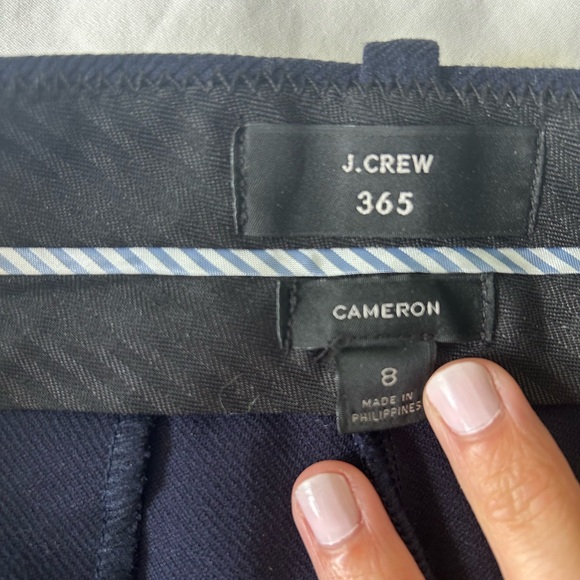 J.CREW
365
CAMERON
8
MADE IN
PHILIPPINES